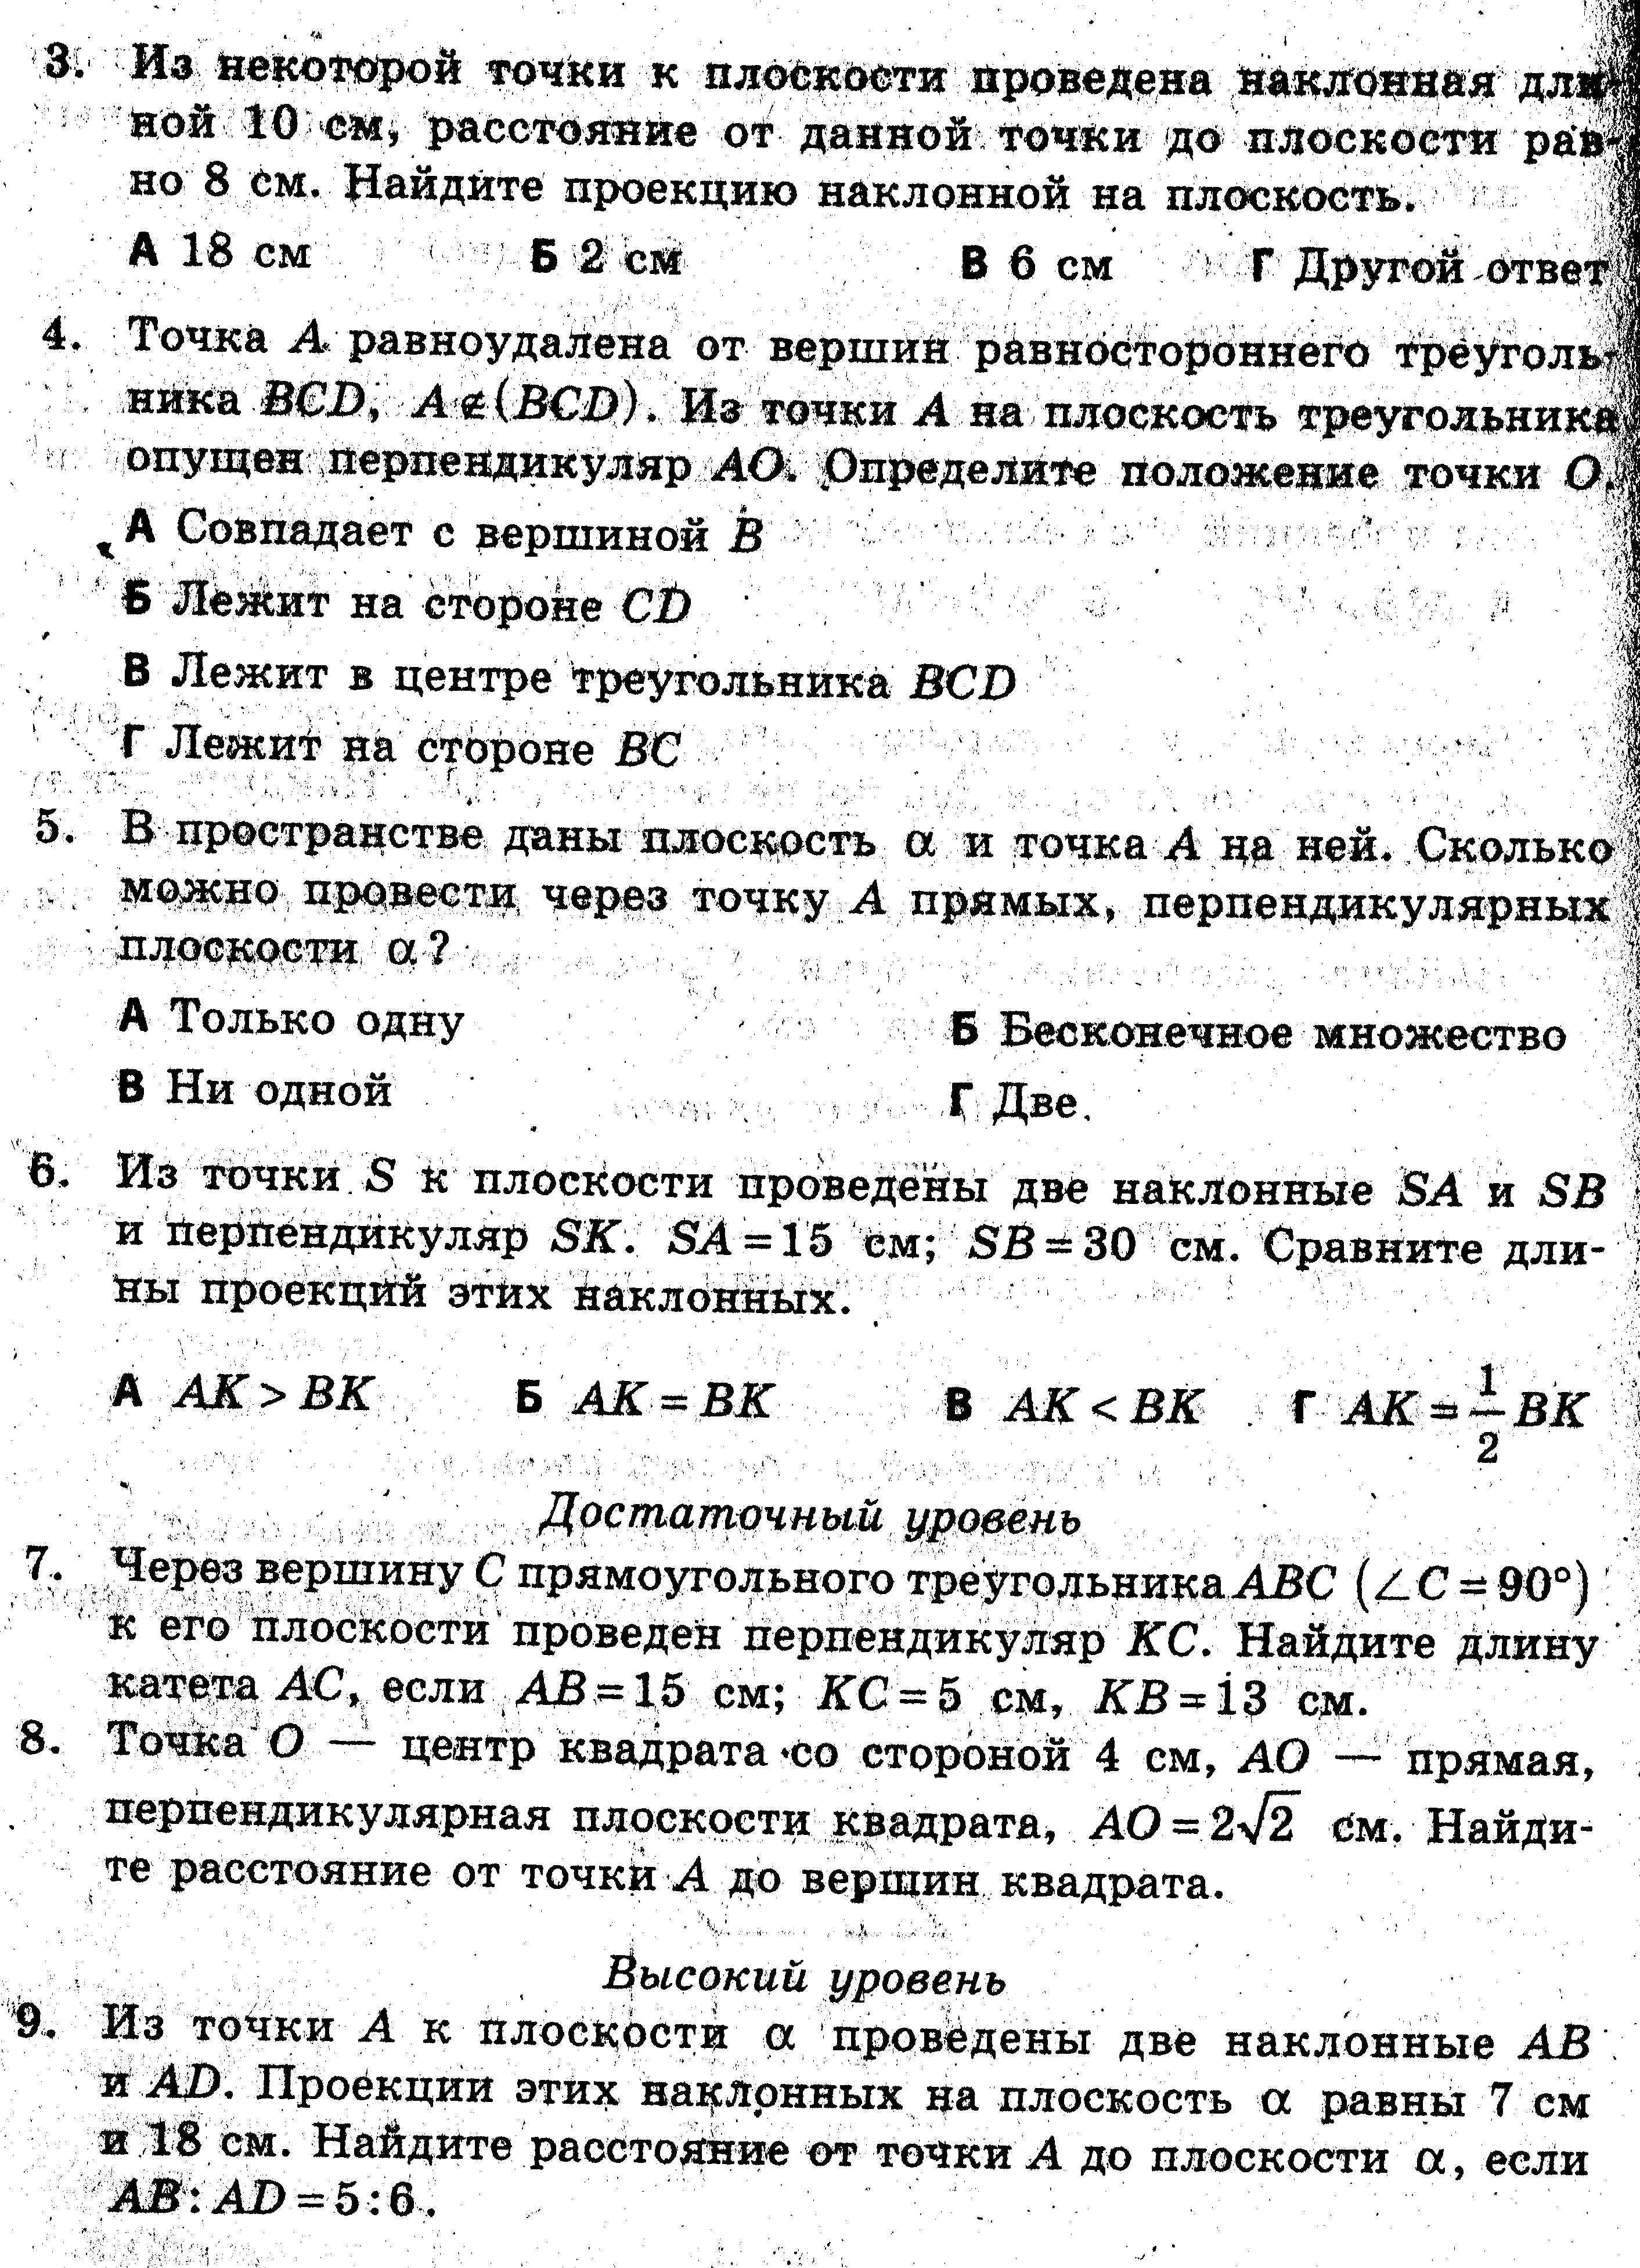 3. Из некоторой точки к плоскости проведена наклонная дли-
ной 10 см, расстояние от данной точки до плоскости рав-
но 8 см. Найдите проекцию наклонной на плоскость.
А 18 см Б 2 см В 6 см Г Другой ответ
4. Точка A равноудалена от вершин равностороннего треуголь-
ника BCD, A∉(BCD). Из точки A на плоскость треугольника
опущен перпендикуляр AO. Определите положение точки O.
А Совпадает с вершиной B
Б Лежит на стороне CD
В Лежит в центре треугольника BCD
Г Лежит на стороне BC
5. В пространстве даны плоскость α и точка A на ней. Сколько
можно провести через точку A прямых, перпендикулярных
плоскости α?
А Только одну Б Бесконечное множество
В Ни одной Г Две
6. Из точки S к плоскости проведены две наклонные SA и SB
и перпендикуляр SK. SA=15 см; SB=30 см. Сравните дли-
ны проекций этих наклонных.
А AK > BK Б AK = BK В AK < BK Г AK = 1/2 BK
Достаточный уровень
7. Через вершину C прямоугольного треугольника ABC (∠C=90°)
к его плоскости проведен перпендикуляр KC. Найдите длину
катета AC, если AB=15 см; KC=5 см, KB=13 см.
8. Точка O — центр квадрата со стороной 4 см, AO — прямая,
перпендикулярная плоскости квадрата, AO=2√2 см. Найди-
те расстояние от точки A до вершин квадрата.
Высокий уровень
9. Из точки A к плоскости α проведены две наклонные AB
и AD. Проекции этих наклонных на плоскость α равны 7 см
и 18 см. Найдите расстояние от точки A до плоскости α, если
AB:AD=5:6.